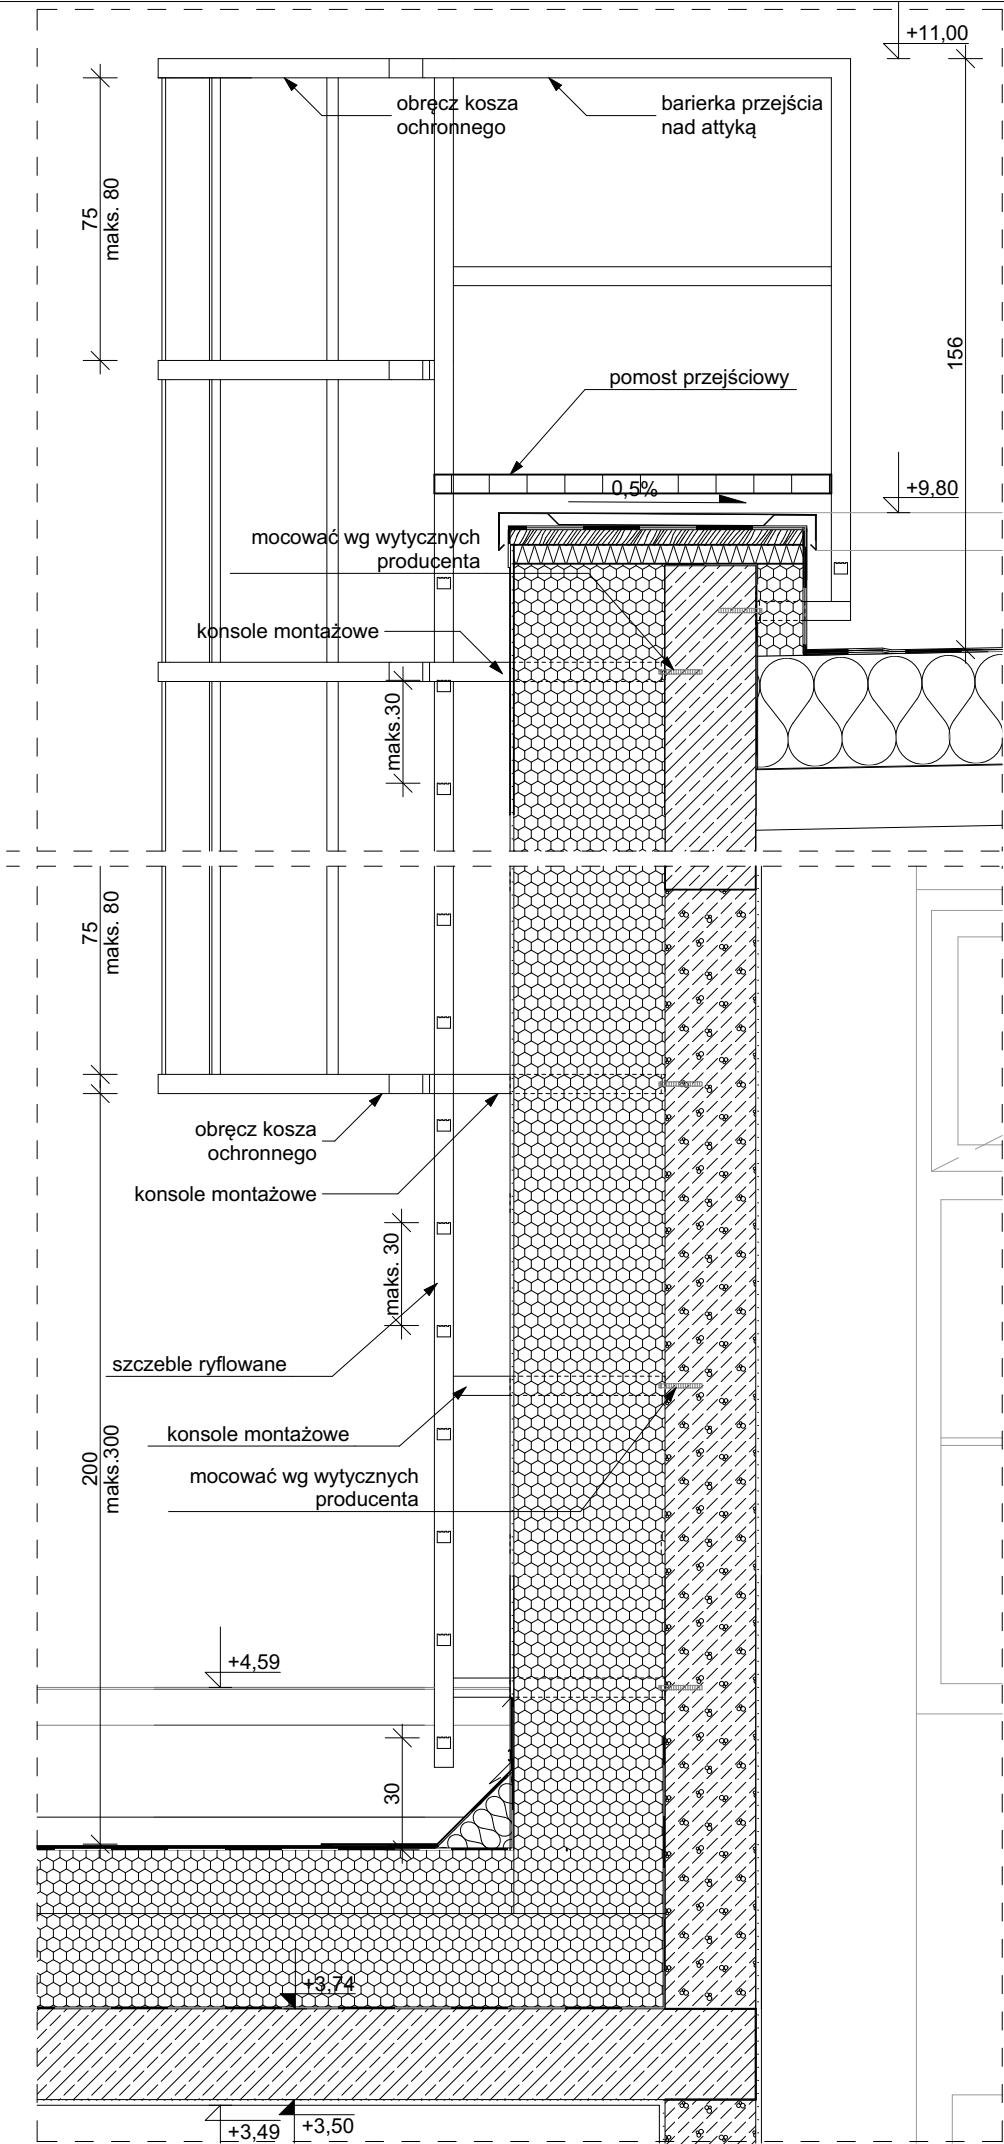 +11,00
obręcz kosza
ochronnego
barierka przejścia
nad attyką
75
maks. 80
156
pomost przejściowy
0,5%
+9,80
mocować wg wytycznych
producenta
konsole montażowe
maks.30
75
maks. 80
obręcz kosza
ochronnego
konsole montażowe
maks. 30
szczeble ryflowane
konsole montażowe
200
maks.300
mocować wg wytycznych
producenta
+4,59
30
+3,74
+3,49
+3,50